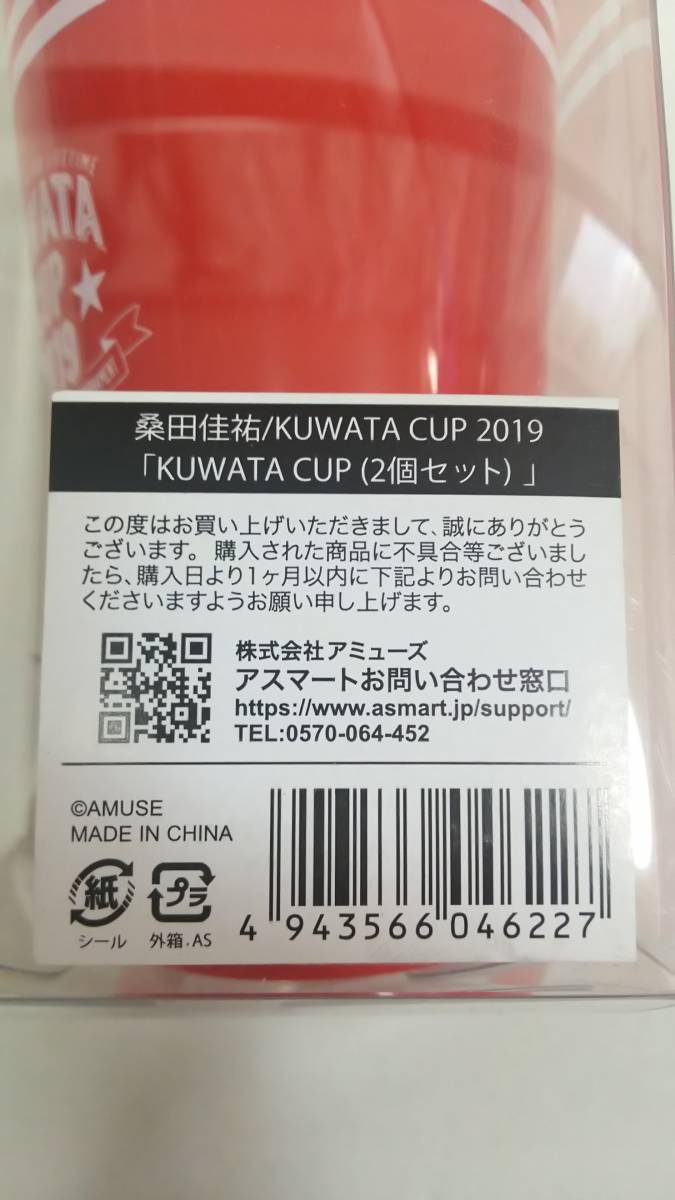 桑田佳祐/KUWATA CUP 2019
「KUWATA CUP (2個セット) 」
この度はお買い上げいただきまして、誠にありがとう
ございます。 購入された商品に不具合等ございまし
たら、購入日より1ヶ月以内に下記よりお問い合わせ
くださいますようお願い申し上げます。
株式会社アミューズ
アスマートお問い合わせ窓口
https://www.asmart.jp/support/
TEL:0570-064-452
©AMUSE
MADE IN CHINA
紙
プラ
シール
外箱.AS
4 943566 046227